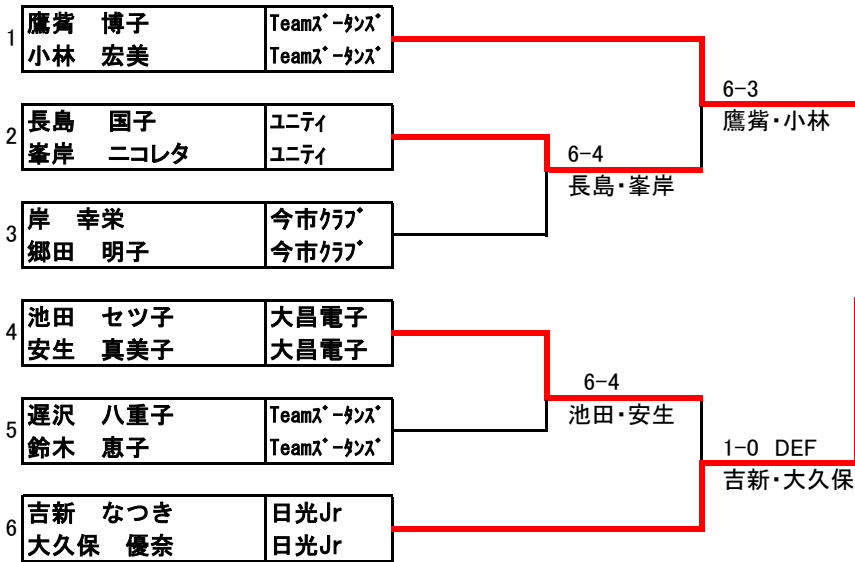 1 鷹觜 博子 Teamズータンズ
小林 宏美 Teamズータンズ
6-3
鷹觜・小林
2 長島 国子 ユニティ
峯岸 ニコレタ ユニティ
6-4
長島・峯岸
3 岸 幸栄 今市クラブ
郷田 明子 今市クラブ
4 池田 セツ子 大昌電子
安生 真美子 大昌電子
6-4
池田・安生
5 遅沢 八重子 Teamズータンズ
鈴木 恵子 Teamズータンズ
1-0 DEF
吉新・大久保
6 吉新 なつき 日光Jr
大久保 優奈 日光Jr